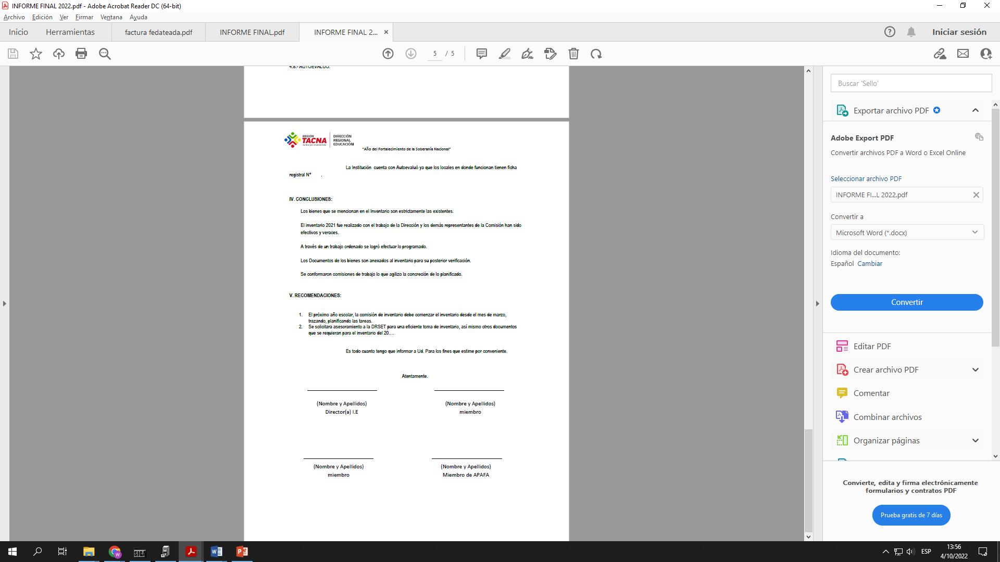 INFORME FINAL 2022.pdf - Adobe Acrobat Reader DC (64-bit)
Archivo Edición Ver Firmar Ventana Ayuda
Inicio Herramientas factura fedateada.pdf INFORME FINAL.pdf INFORME FINAL 2... Iniciar sesión
5 / 5
4.8.- AUTOEVALUO.
REGIÓN
TACNA
Juntos por el desarrollo
DIRECCIÓN
REGIONAL
EDUCACIÓN
"Año del Fortalecimiento de la Soberanía Nacional"
La Institución cuenta con Autoevaluó ya que los locales en donde funcionan tienen ficha
registral N° .
IV. CONCLUSIONES:
Los bienes que se mencionan en el Inventario son estrictamente las existentes.
El inventario 2021 fue realizado con el trabajo de la Dirección y los demás representantes de la Comisión han sido
efectivos y veraces.
A través de un trabajo ordenado se logró efectuar lo programado.
Los Documentos de los bienes son anexados al inventario para su posterior verificación.
Se conformaron comisiones de trabajo lo que agilizo la concreción de lo planificado.
V. RECOMENDACIONES:
1. El próximo año escolar, la comisión de inventario debe comenzar el inventario desde el mes de marzo,
trazando, planificando las tareas.
2. Se solicitara asesoramiento a la DRSET para una eficiente toma de inventario, así mismo otros documentos
que se requieran para el inventario del 20....
Es todo cuanto tengo que informar a Ud. Para los fines que estime por conveniente.
Atentamente.
(Nombre y Apellidos)
Director(a) I.E
(Nombre y Apellidos)
miembro
(Nombre y Apellidos)
miembro
(Nombre y Apellidos)
Miembro de APAFA
Buscar 'Sello'
Exportar archivo PDF
Adobe Export PDF
Convertir archivos PDF a Word o Excel Online
Seleccionar archivo PDF
INFORME FI...L 2022.pdf
Convertir a
Microsoft Word (*.docx)
Idioma del documento:
Español Cambiar
Convertir
Editar PDF
Crear archivo PDF
Comentar
Combinar archivos
Organizar páginas
Convierte, edita y firma electrónicamente
formularios y contratos PDF
Prueba gratis de 7 días
W SIGA ESP
13:56
4/10/2022